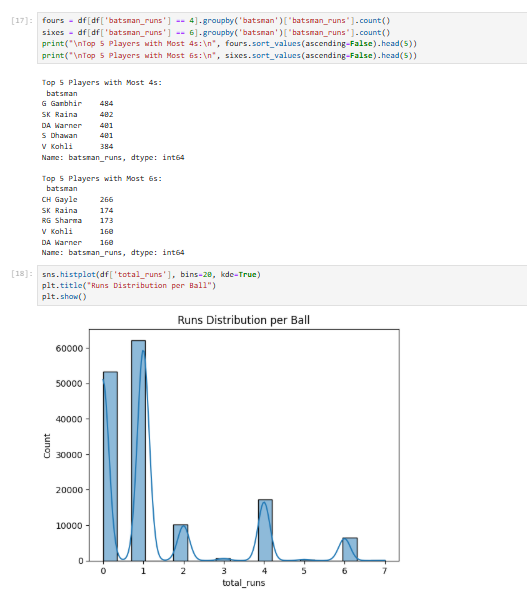 [17]: fours = df[df['batsman_runs'] == 4].groupby('batsman')['batsman_runs'].count()
sixes = df[df['batsman_runs'] == 6].groupby('batsman')['batsman_runs'].count()
print("\nTop 5 Players with Most 4s:\n", fours.sort_values(ascending=False).head(5))
print("\nTop 5 Players with Most 6s:\n", sixes.sort_values(ascending=False).head(5))
Top 5 Players with Most 4s:
batsman
G Gambhir 484
SK Raina 402
DA Warner 401
S Dhawan 401
V Kohli 384
Name: batsman_runs, dtype: int64
Top 5 Players with Most 6s:
batsman
CH Gayle 266
SK Raina 174
RG Sharma 173
V Kohli 160
DA Warner 160
Name: batsman_runs, dtype: int64
[18]: sns.histplot(df['total_runs'], bins=20, kde=True)
plt.title("Runs Distribution per Ball")
plt.show()
Runs Distribution per Ball
60000
50000
40000
30000
20000
10000
0
Count
0 1 2 3 4 5 6 7
total_runs